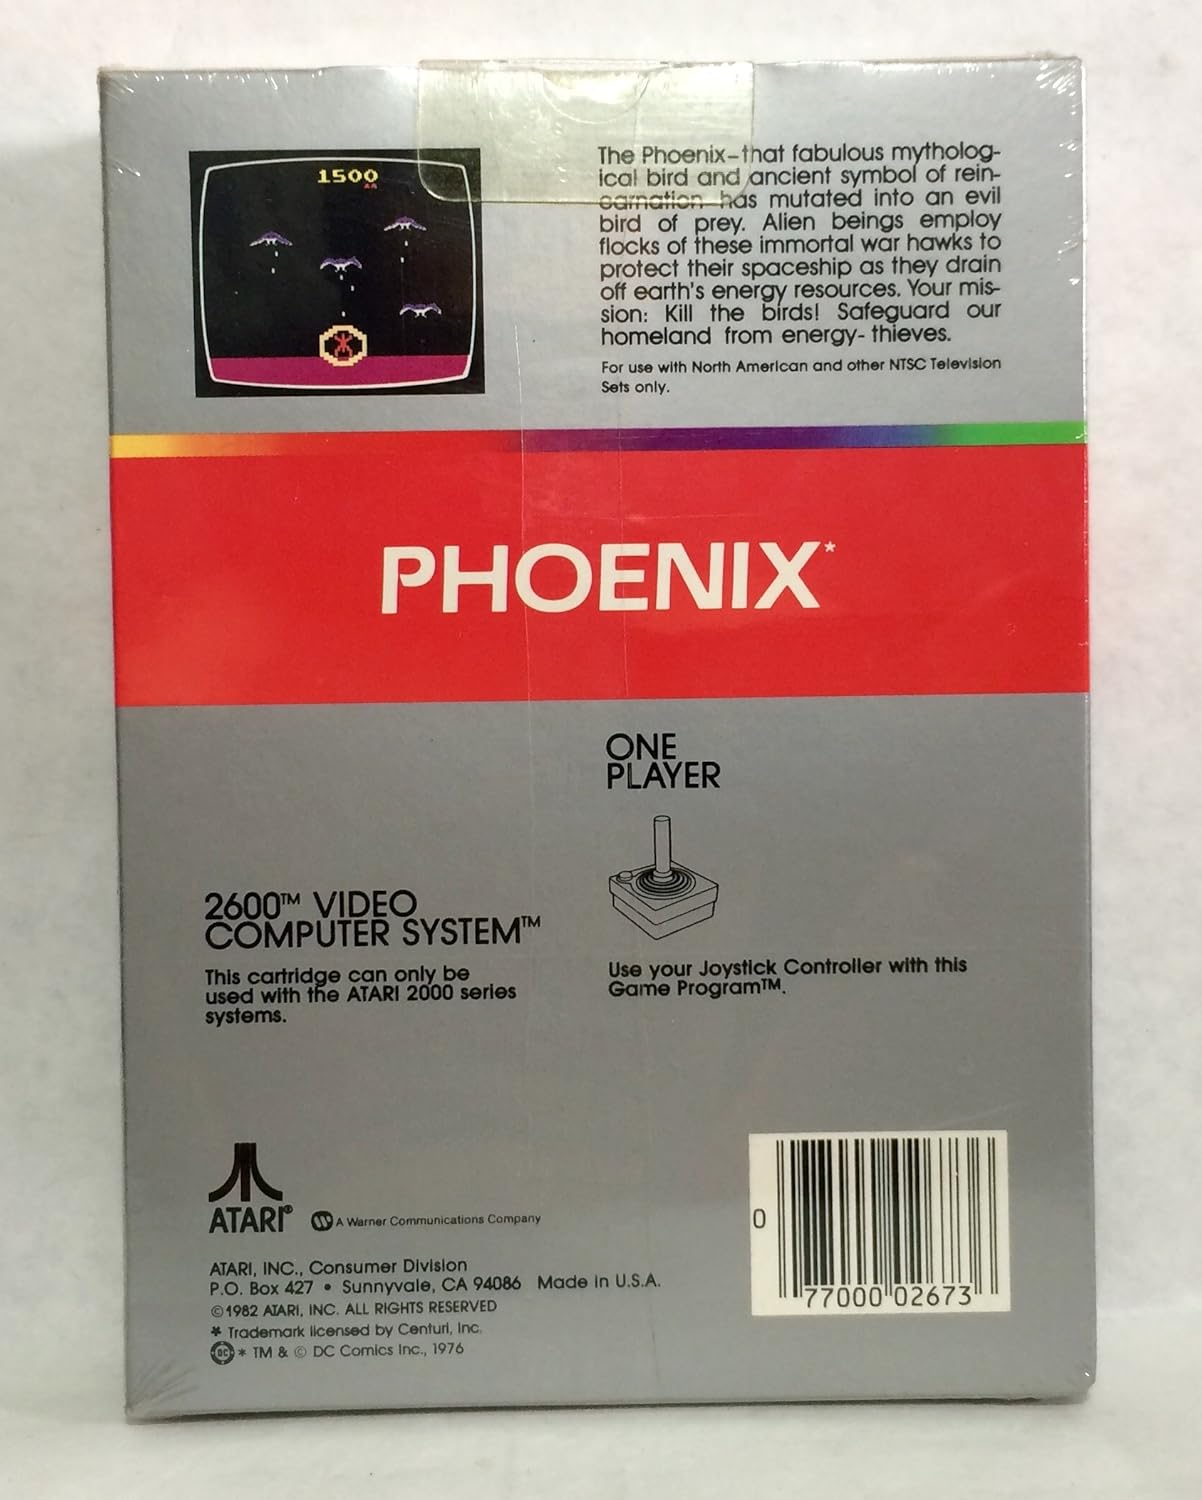 1500
The Phoenix-that fabulous mytholog-
ical bird and ancient symbol of rein-
carnation has mutated into an evil
bird of prey. Alien beings employ
flocks of these immortal war hawks to
protect their spaceship as they drain
off earth's energy resources. Your mis-
sion: Kill the birds! Safeguard our
homeland from energy-thieves.
For use with North American and other NTSC Television
Sets only.
PHOENIX*
ONE
PLAYER
2600™ VIDEO
COMPUTER SYSTEM™
This cartridge can only be
used with the ATARI 2000 series
systems.
Use your Joystick Controller with this
Game Program™.
ATARI®
A Warner Communications Company
ATARI, INC., Consumer Division
P.O. Box 427 • Sunnyvale, CA 94086 Made in U.S.A.
©1982 ATARI, INC. ALL RIGHTS RESERVED
* Trademark licensed by Centuri, Inc.
DC * TM & © DC Comics Inc., 1976
0 77000 02673